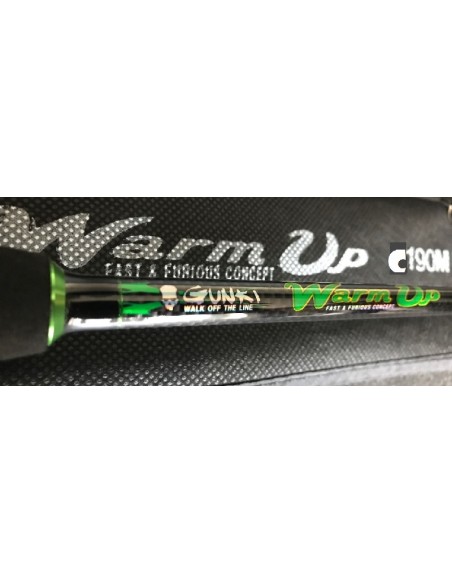 Warm Up C190M
FAST & FURIOUS CONCEPT
GUNKI
WALK OFF THE LINE
Warm Up
FAST & FURIOUS CONCEPT